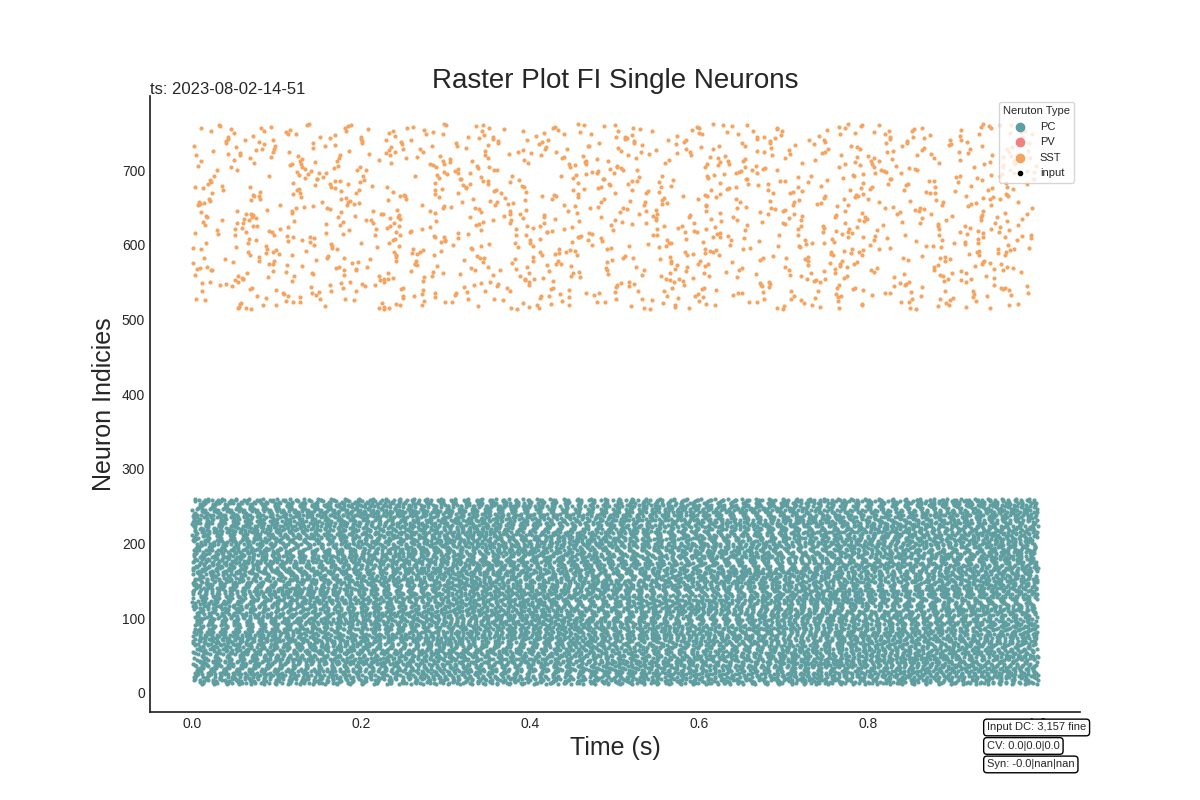 Raster Plot FI Single Neurons
ts: 2023-08-02-14-51
Neruton Type
PC
PV
SST
input
700
600
500
400
300
200
100
0
Neuron Indicies
0.0 0.2 0.4 0.6 0.8
Time (s)
Input DC: 3,157 fine
CV: 0.0|0.0|0.0
Syn: -0.0|nan|nan